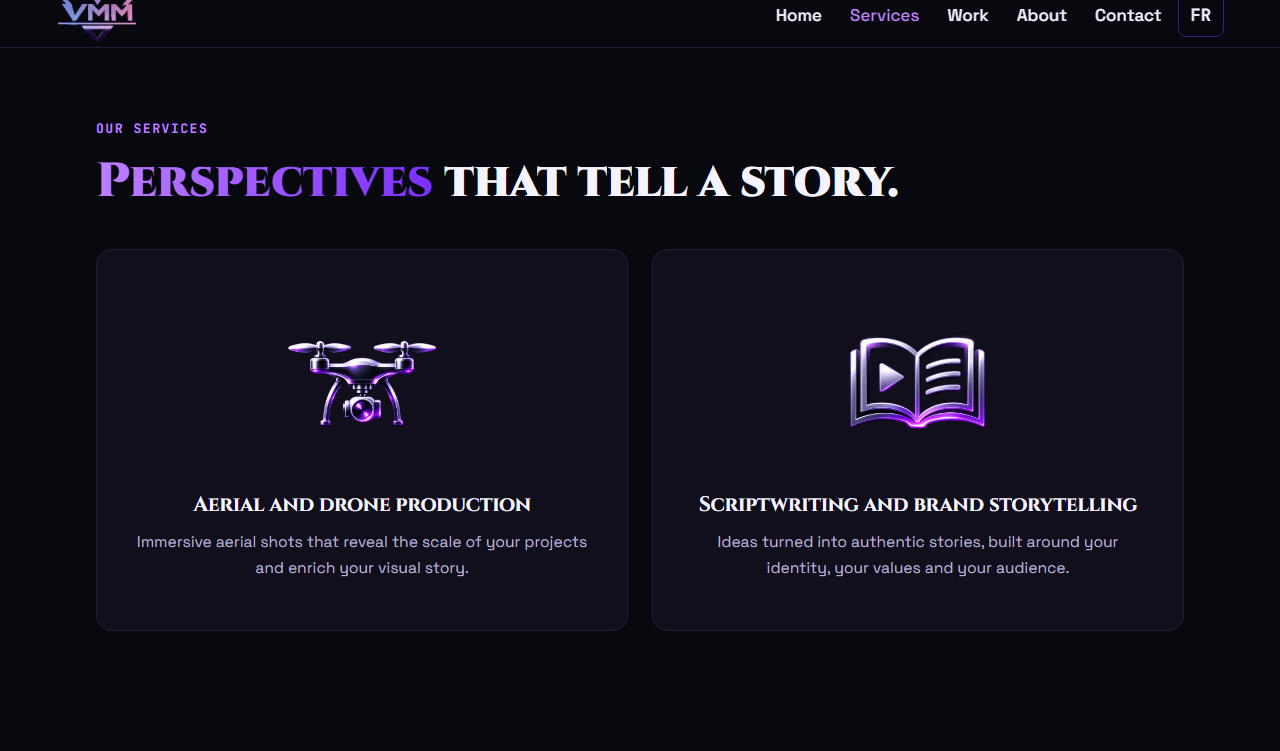 VMM
Home Services Work About Contact FR
OUR SERVICES
Perspectives that tell a story.
Aerial and drone production
Immersive aerial shots that reveal the scale of your projects
and enrich your visual story.
Scriptwriting and brand storytelling
Ideas turned into authentic stories, built around your
identity, your values and your audience.